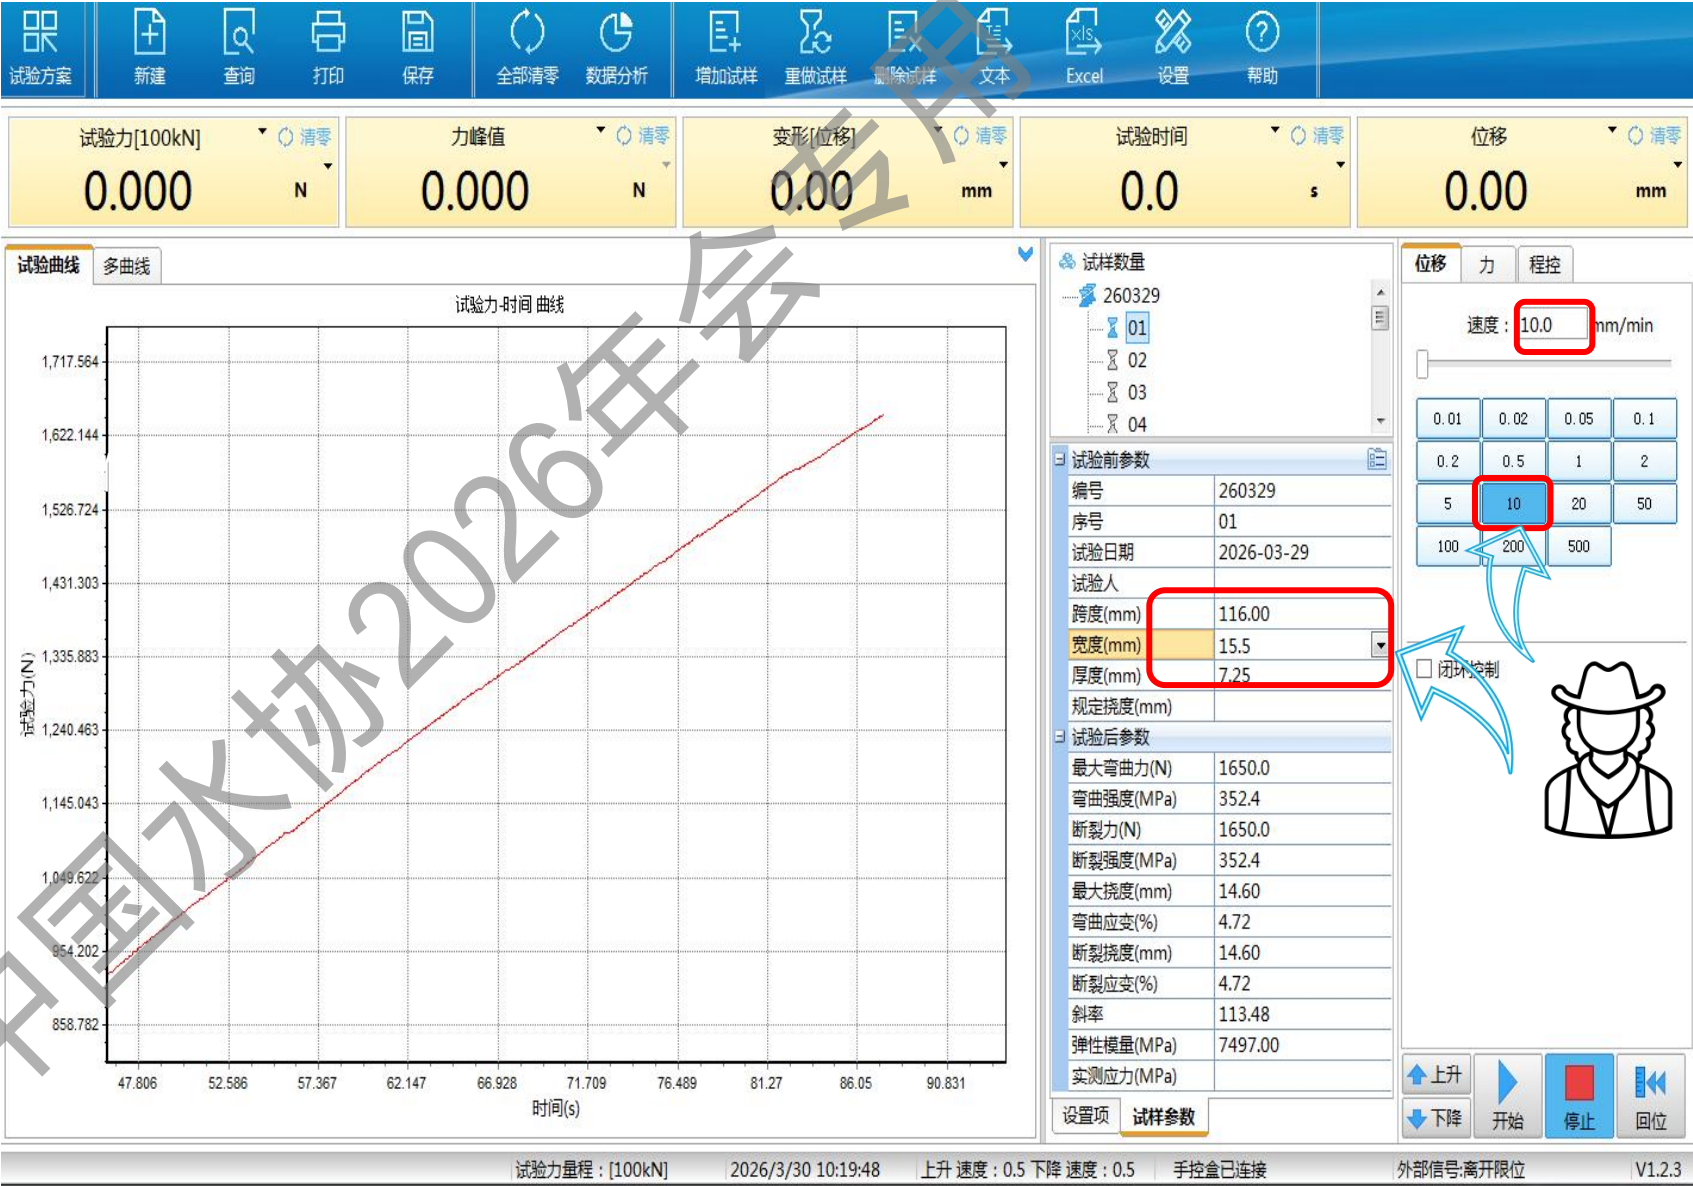 试验方案 新建 查询 打印 保存 全部清零 数据分析 增加试样 重做试样 删除试样 文本 Excel 设置 帮助
试验力[100kN] 清零 力峰值 清零 变形[位移] 清零 试验时间 清零 位移 清零
0.000 N 0.000 N 0.00 mm 0.0 s 0.00 mm
试验曲线 多曲线
试验力-时间 曲线
1,717.564
1,622.144
1,526.724
1,431.303
1,335.883
1,240.463
1,145.043
1,049.622
954.202
858.782
试验力(N)
47.806 52.586 57.367 62.147 66.928 71.709 76.489 81.27 86.05 90.831
时间(s)
试样数量
260329
01
02
03
04
试验前参数
编号 260329
序号 01
试验日期 2026-03-29
试验人
跨度(mm) 116.00
宽度(mm) 15.5
厚度(mm) 7.25
规定挠度(mm)
试验后参数
最大弯曲力(N) 1650.0
弯曲强度(MPa) 352.4
断裂力(N) 1650.0
断裂强度(MPa) 352.4
最大挠度(mm) 14.60
弯曲应变(%) 4.72
断裂挠度(mm) 14.60
断裂应变(%) 4.72
斜率 113.48
弹性模量(MPa) 7497.00
实测应力(MPa)
设置项 试样参数
位移 力 程控
速度： 10.0 mm/min
0.01 0.02 0.05 0.1
0.2 0.5 1 2
5 10 20 50
100 200 500
闭环控制
上升
下降
开始 停止 回位
试验力量程：[100kN] 2026/3/30 10:19:48 上升 速度：0.5 下降 速度：0.5 手控盒已连接 外部信号:离开限位 V1.2.3
中国水协2026年会专用